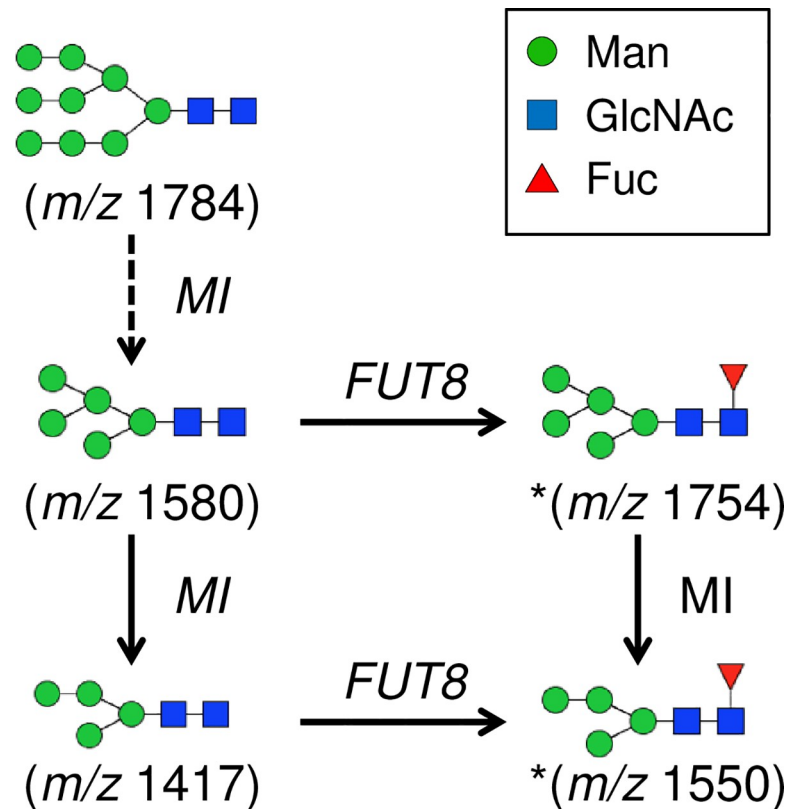 Man
GlcNAc
Fuc
(m/z 1784)
MI
FUT8
(m/z 1580)
*(m/z 1754)
MI
MI
FUT8
(m/z 1417)
*(m/z 1550)